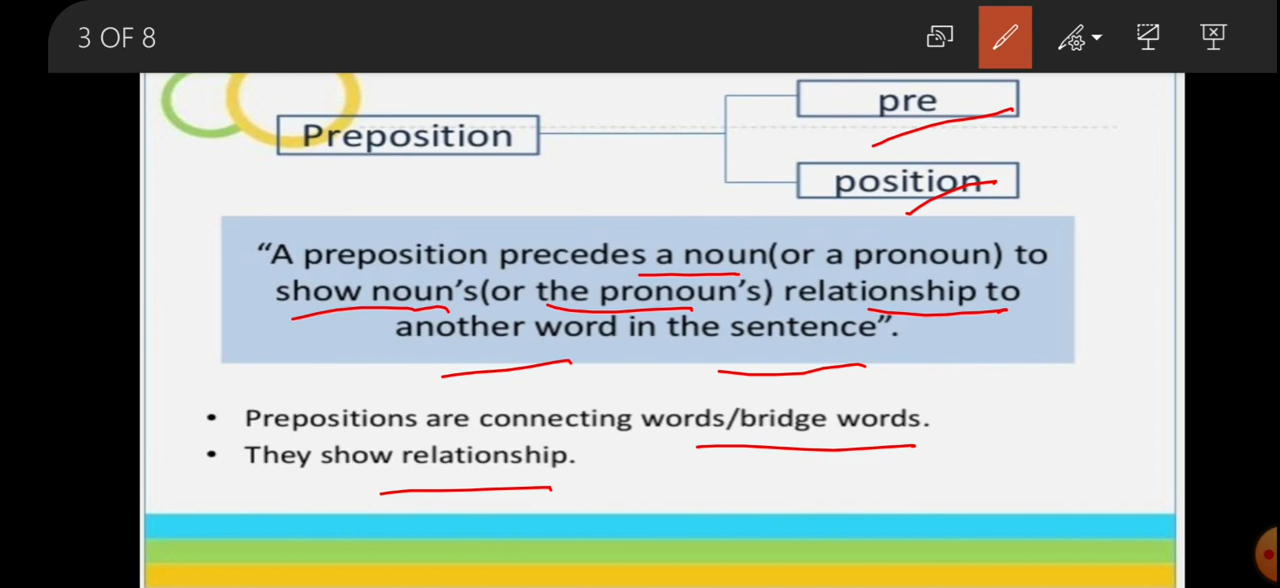 3 OF 8
pre
Preposition
position
“A preposition precedes a noun(or a pronoun) to
show noun’s(or the pronoun’s) relationship to
another word in the sentence”.
• Prepositions are connecting words/bridge words.
• They show relationship.